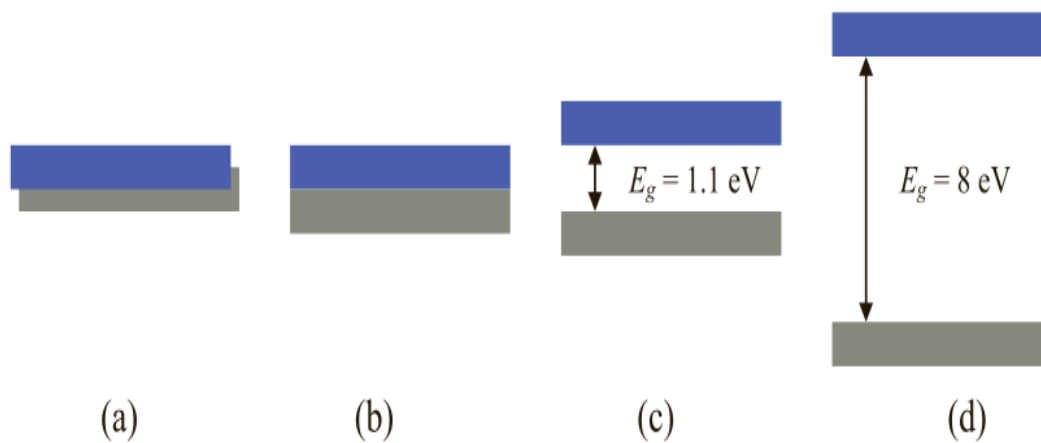 E_g = 1.1 eV
E_g = 8 eV
(a)
(b)
(c)
(d)